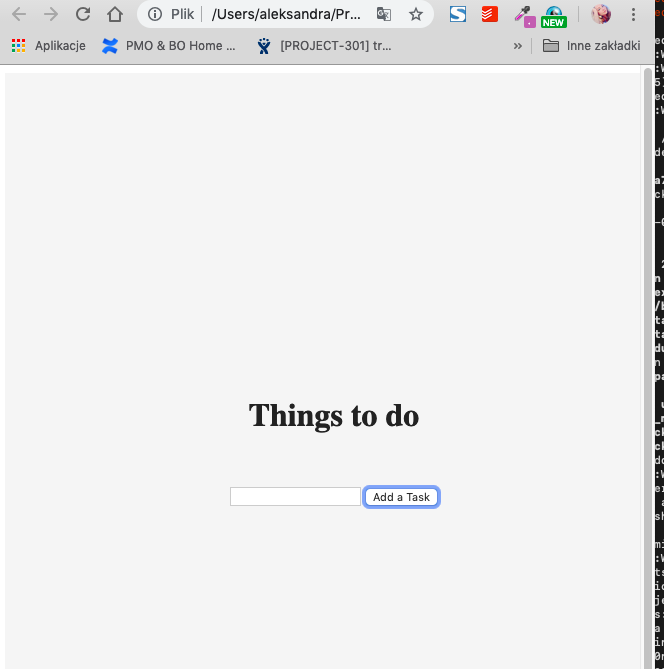 Plik /Users/aleksandra/Pr...
NEW
Aplikacje PMO & BO Home ... [PROJECT-301] tr... » Inne zakładki
Things to do
Add a Task